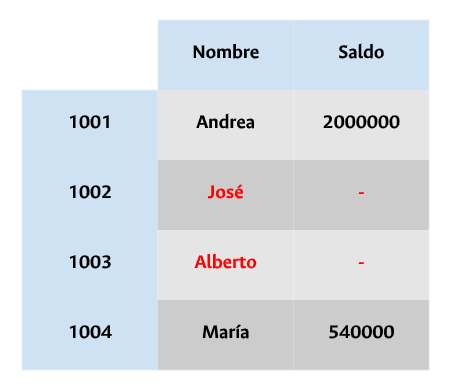 Nombre Saldo
1001 Andrea 2000000
1002 José -
1003 Alberto -
1004 María 540000